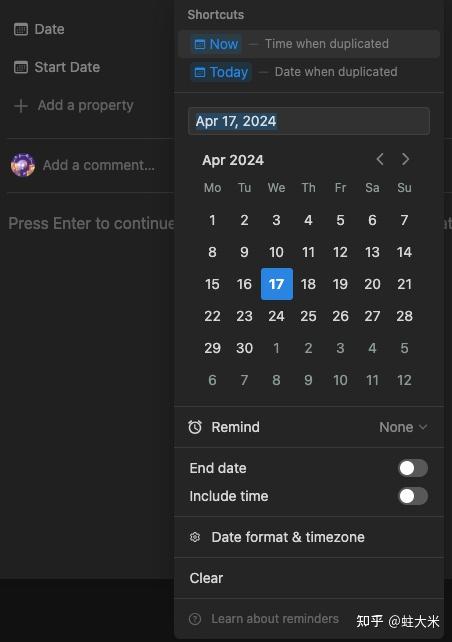 Date
Start Date
Add a property
Add a comment...
Press Enter to continue
Shortcuts
Now — Time when duplicated
Today — Date when duplicated
Apr 17, 2024
Apr 2024
Mo Tu We Th Fr Sa Su
1 2 3 4 5 6 7
8 9 10 11 12 13 14
15 16 17 18 19 20 21
22 23 24 25 26 27 28
29 30 1 2 3 4 5
6 7 8 9 10 11 12
Remind None
End date
Include time
Date format & timezone
Clear
Learn about reminders
知乎 @蛀大米